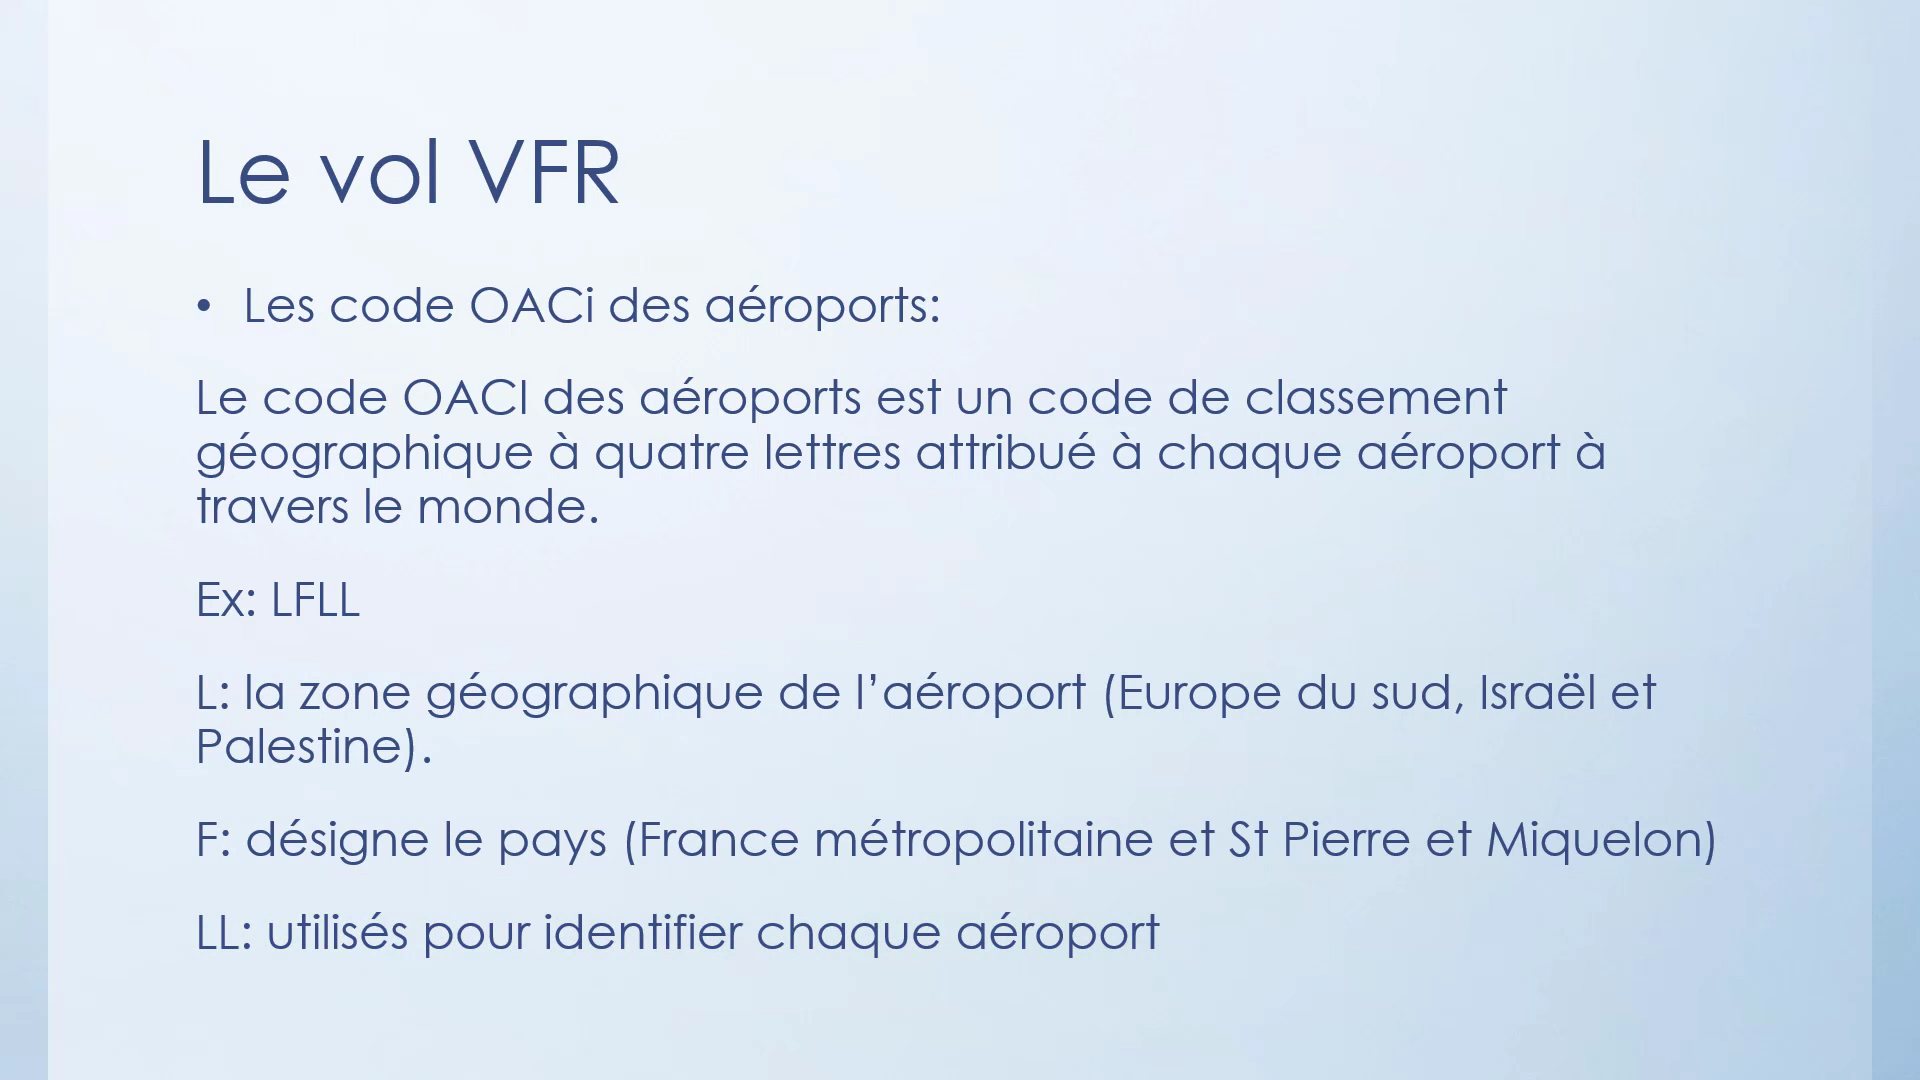 Le vol VFR
• Les code OACi des aéroports:
Le code OACI des aéroports est un code de classement
géographique à quatre lettres attribué à chaque aéroport à
travers le monde.
Ex: LFLL
L: la zone géographique de l’aéroport (Europe du sud, Israël et
Palestine).
F: désigne le pays (France métropolitaine et St Pierre et Miquelon)
LL: utilisés pour identifier chaque aéroport